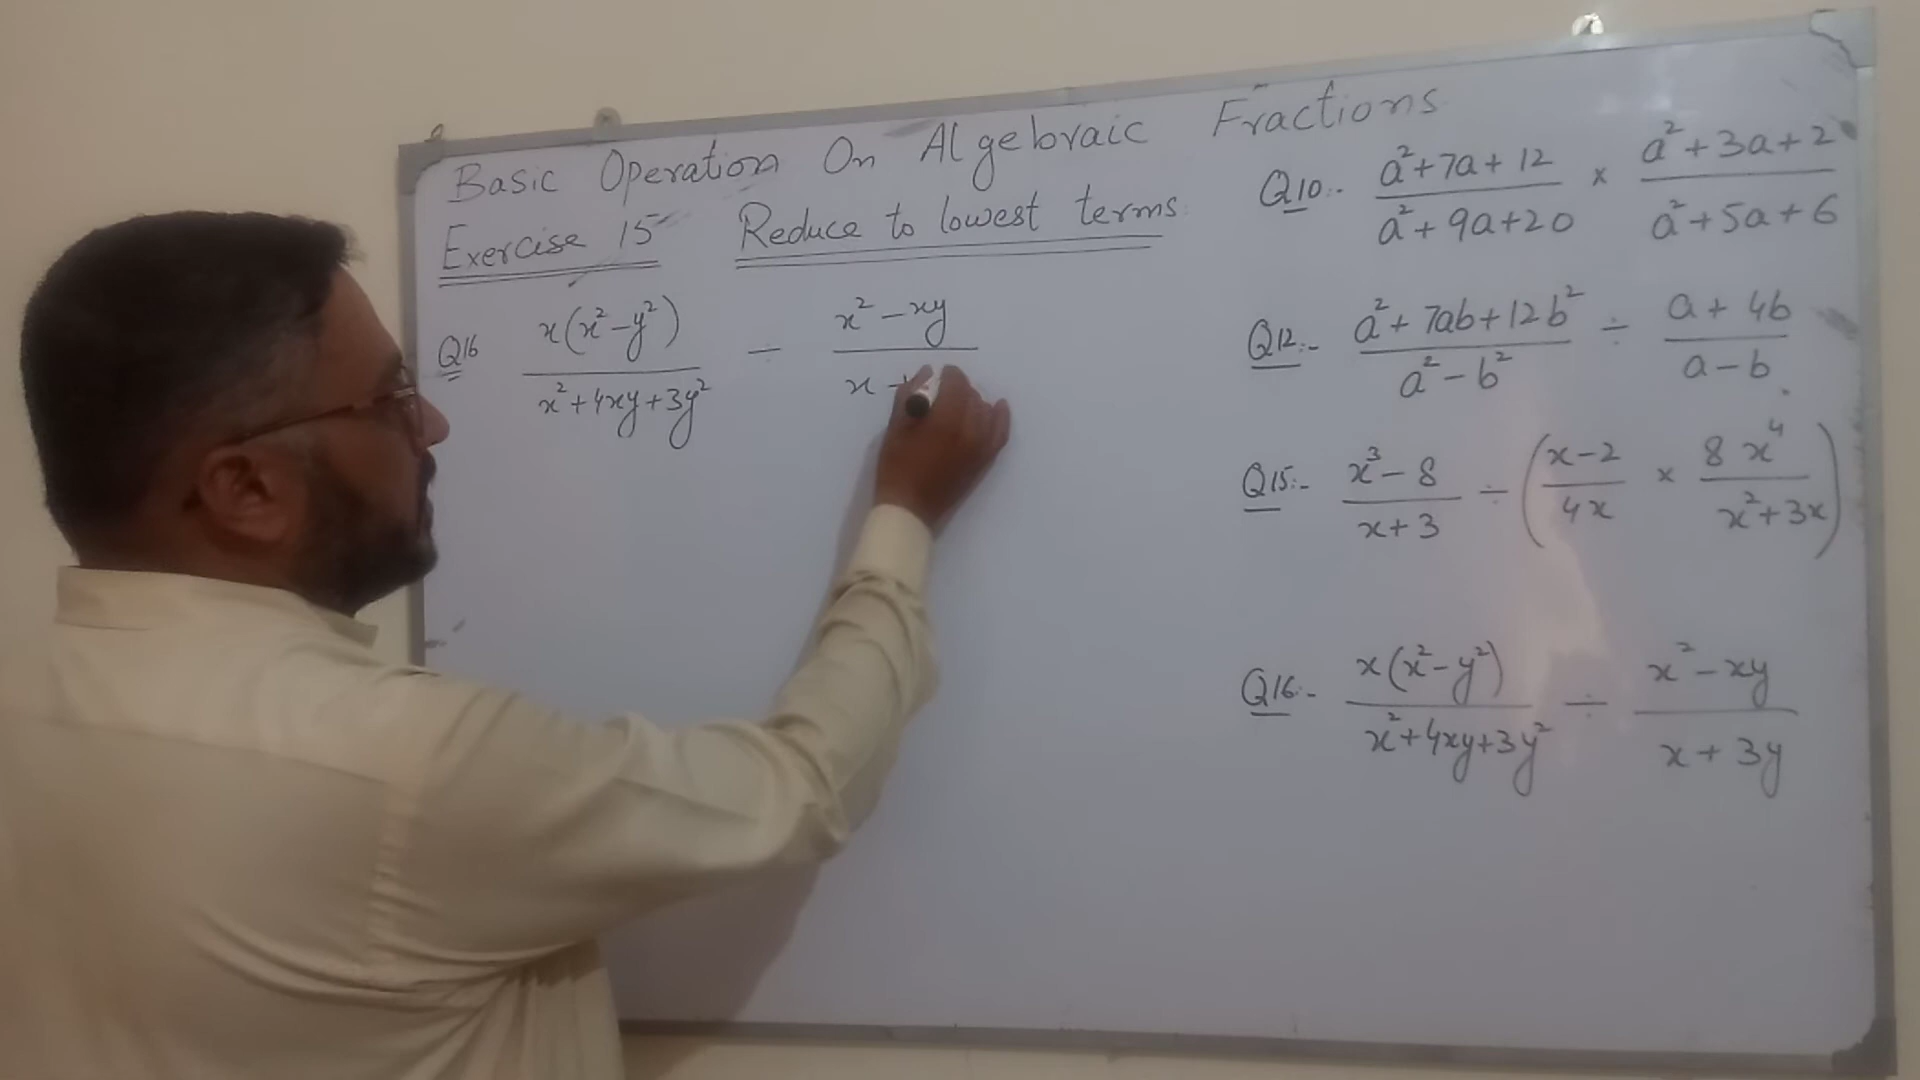 Basic Operation On Algebraic Fractions
Exercise 15 Reduce to lowest terms
Q16 x(x²-y²) / x²+4xy+3y² ÷ x²-xy / x +
Q10:- a²+7a+12 / a²+9a+20 × a²+3a+2 / a²+5a+6
Q12:- a²+7ab+12b² / a²-b² ÷ a+4b / a-b
Q15:- x³-8 / x+3 ÷ (x-2 / 4x × 8x⁴ / x²+3x)
Q16:- x(x²-y²) / x²+4xy+3y² ÷ x²-xy / x+3y